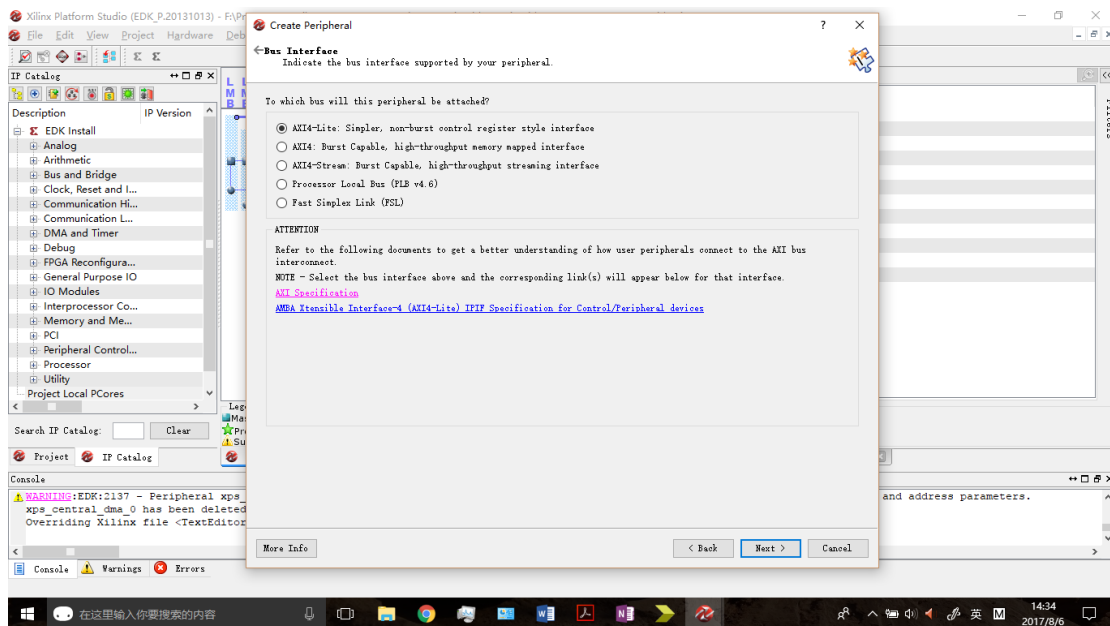 Xilinx Platform Studio (EDK_P.20131013) - F:\Pr
File Edit View Project Hardware Deb
IP Catalog
Description IP Version
EDK Install
Analog
Arithmetic
Bus and Bridge
Clock, Reset and I...
Communication Hi...
Communication L...
DMA and Timer
Debug
FPGA Reconfigura...
General Purpose IO
IO Modules
Interprocessor Co...
Memory and Me...
PCI
Peripheral Control...
Processor
Utility
Project Local PCores
Search IP Catalog: Clear
Project IP Catalog
L
M
B
Create Peripheral
Bus Interface
Indicate the bus interface supported by your peripheral.
To which bus will this peripheral be attached?
AXI4-Lite: Simpler, non-burst control register style interface
AXI4: Burst Capable, high-throughput memory mapped interface
AXI4-Stream: Burst Capable, high-throughput streaming interface
Processor Local Bus (PLB v4.6)
Fast Simplex Link (FSL)
ATTENTION
Refer to the following documents to get a better understanding of how user peripherals connect to the AXI bus
interconnect.
NOTE - Select the bus interface above and the corresponding link(s) will appear below for that interface.
AXI Specification
AMBA Xtensible Interface-4 (AXI4-Lite) IPIF Specification for Control/Peripheral devices
More Info < Back Next > Cancel
Leg
Ma
Pr
Su
Console
WARNING:EDK:2137 - Peripheral xps_ and address parameters.
xps_central_dma_0 has been deleted
Overriding Xilinx file <TextEditor
Console Warnings Errors
在这里输入你要搜索的内容
英 M
14:34
2017/8/6